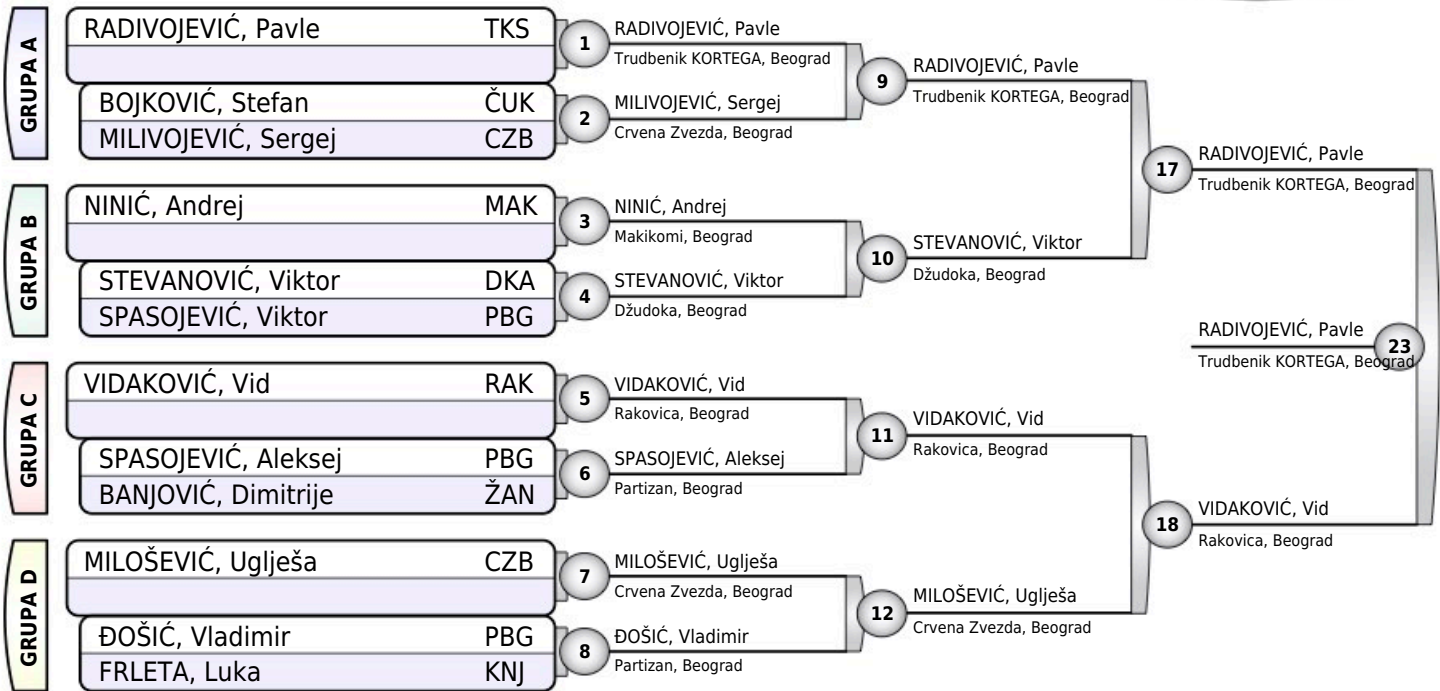 GRUPA A
RADIVOJEVIĆ, Pavle TKS
BOJKOVIĆ, Stefan ČUK
MILIVOJEVIĆ, Sergej CZB
GRUPA B
NINIĆ, Andrej MAK
STEVANOVIĆ, Viktor DKA
SPASOJEVIĆ, Viktor PBG
GRUPA C
VIDAKOVIĆ, Vid RAK
SPASOJEVIĆ, Aleksej PBG
BANJOVIĆ, Dimitrije ŽAN
GRUPA D
MILOŠEVIĆ, Uglješa CZB
ĐOŠIĆ, Vladimir PBG
FRLETA, Luka KNJ
1
RADIVOJEVIĆ, Pavle
Trudbenik KORTEGA, Beograd
2
MILIVOJEVIĆ, Sergej
Crvena Zvezda, Beograd
3
NINIĆ, Andrej
Makikomi, Beograd
4
STEVANOVIĆ, Viktor
Džudoka, Beograd
5
VIDAKOVIĆ, Vid
Rakovica, Beograd
6
SPASOJEVIĆ, Aleksej
Partizan, Beograd
7
MILOŠEVIĆ, Uglješa
Crvena Zvezda, Beograd
8
ĐOŠIĆ, Vladimir
Partizan, Beograd
9
RADIVOJEVIĆ, Pavle
Trudbenik KORTEGA, Beograd
10
STEVANOVIĆ, Viktor
Džudoka, Beograd
11
VIDAKOVIĆ, Vid
Rakovica, Beograd
12
MILOŠEVIĆ, Uglješa
Crvena Zvezda, Beograd
17
RADIVOJEVIĆ, Pavle
Trudbenik KORTEGA, Beograd
18
VIDAKOVIĆ, Vid
Rakovica, Beograd
23
RADIVOJEVIĆ, Pavle
Trudbenik KORTEGA, Beograd